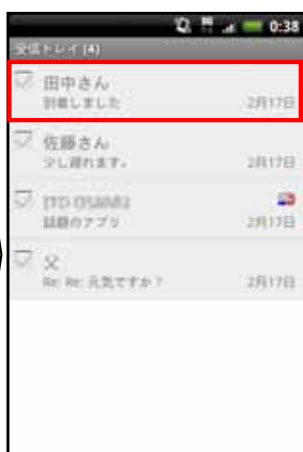 0:38
受信トレイ (4)
田中さん
到着しました 2月17日
佐藤さん
少し遅れます。 2月17日
話題のアプリ 2月17日
父
Re: Re: 元気ですか？ 2月17日